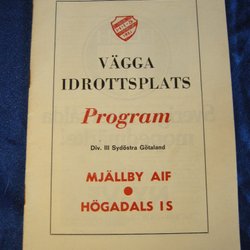 VÄGGA
IDROTTSPLATS
Program
Div. III Sydöstra Götaland
MJÄLLBY AIF
HÖGADALS IS